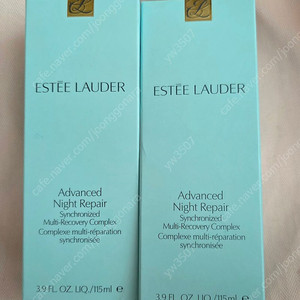 ESTĒE LAUDER
Advanced
Night Repair
Synchronized
Multi-Recovery Complex
Complexe multi-réparation
synchronisée
3.9 FL. OZ. LIQ./115ml e
ESTĒE LAUDER
Advanced
Night Repair
Synchronized
Multi-Recovery Complex
Complexe multi-réparation
synchronisée
3.9 FL. OZ. LIQ./115ml e